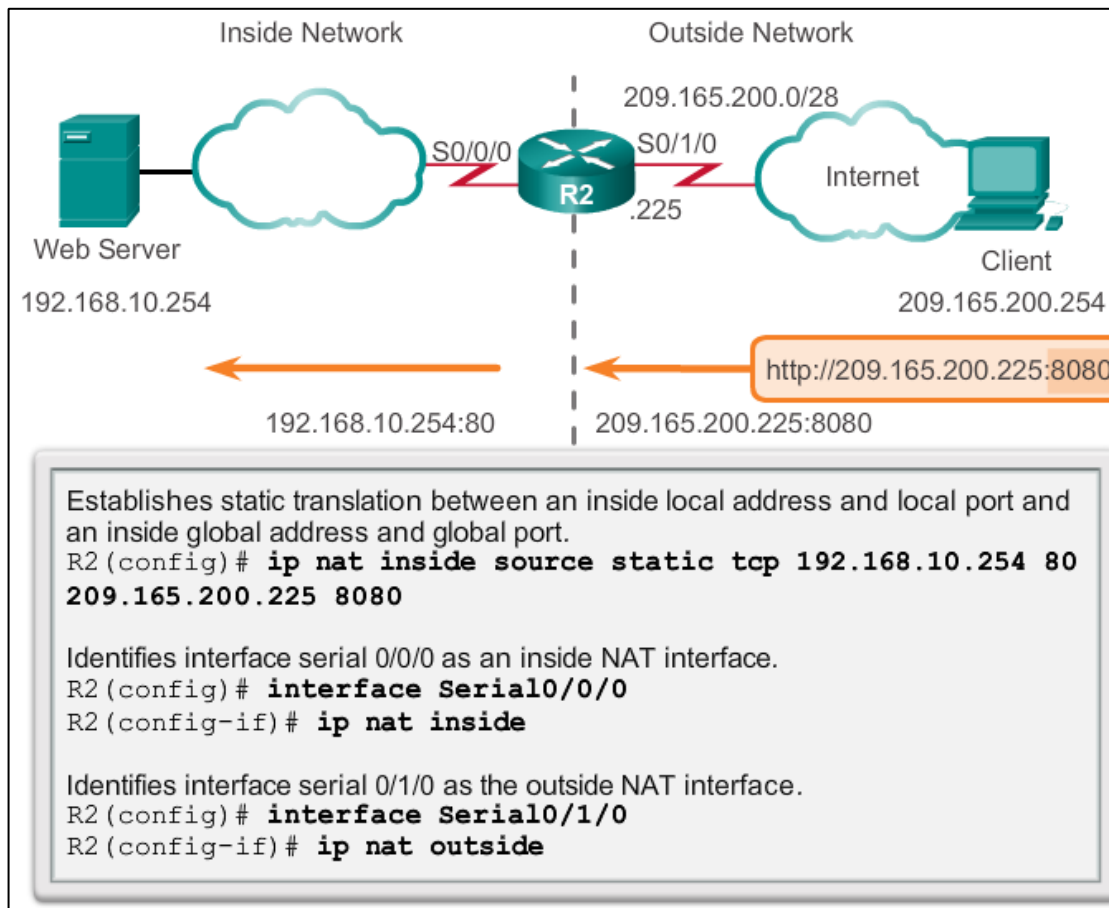 Inside Network
Outside Network
209.165.200.0/28
S0/0/0
S0/1/0
R2
.225
Internet
Web Server
192.168.10.254
Client
209.165.200.254
http://209.165.200.225:8080
192.168.10.254:80
209.165.200.225:8080
Establishes static translation between an inside local address and local port and
an inside global address and global port.
R2(config)# ip nat inside source static tcp 192.168.10.254 80
209.165.200.225 8080
Identifies interface serial 0/0/0 as an inside NAT interface.
R2(config)# interface Serial0/0/0
R2(config-if)# ip nat inside
Identifies interface serial 0/1/0 as the outside NAT interface.
R2(config)# interface Serial0/1/0
R2(config-if)# ip nat outside